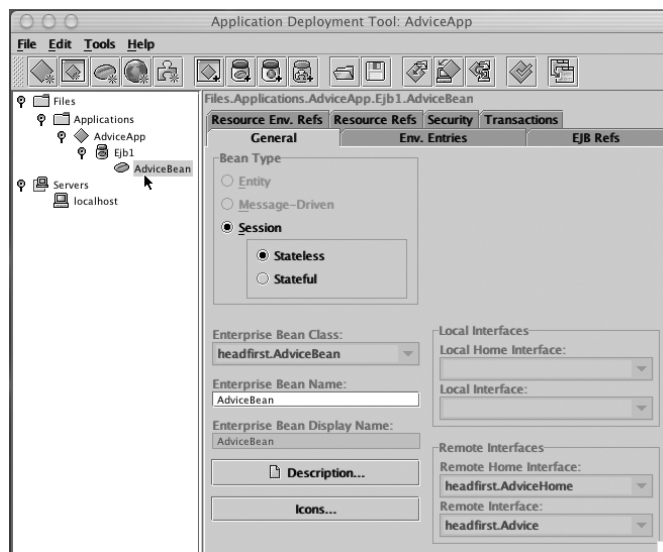 Application Deployment Tool: AdviceApp
File Edit Tools Help
Files
Applications
AdviceApp
Ejb1
AdviceBean
Servers
localhost
Files.Applications.AdviceApp.Ejb1.AdviceBean
Resource Env. Refs Resource Refs Security Transactions
General Env. Entries EJB Refs
Bean Type
Entity
Message-Driven
Session
Stateless
Stateful
Enterprise Bean Class:
headfirst.AdviceBean
Enterprise Bean Name:
AdviceBean
Enterprise Bean Display Name:
AdviceBean
Description...
Icons...
Local Interfaces
Local Home Interface:
Local Interface:
Remote Interfaces
Remote Home Interface:
headfirst.AdviceHome
Remote Interface:
headfirst.Advice